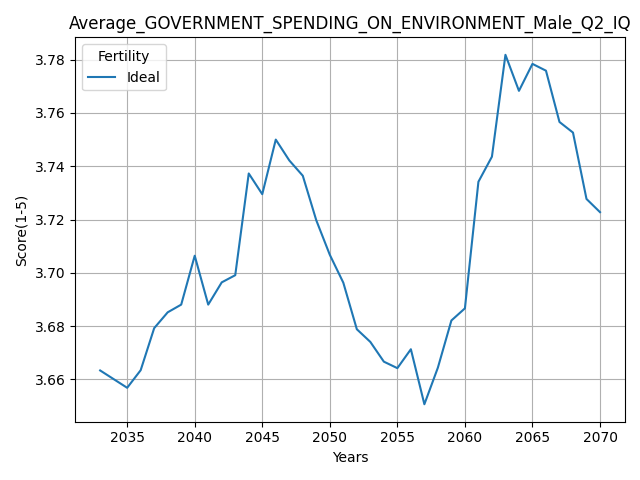 Average_GOVERNMENT_SPENDING_ON_ENVIRONMENT_Male_Q2_IQ
Fertility
Ideal
Score(1-5)
3.78
3.76
3.74
3.72
3.70
3.68
3.66
2035 2040 2045 2050 2055 2060 2065 2070
Years